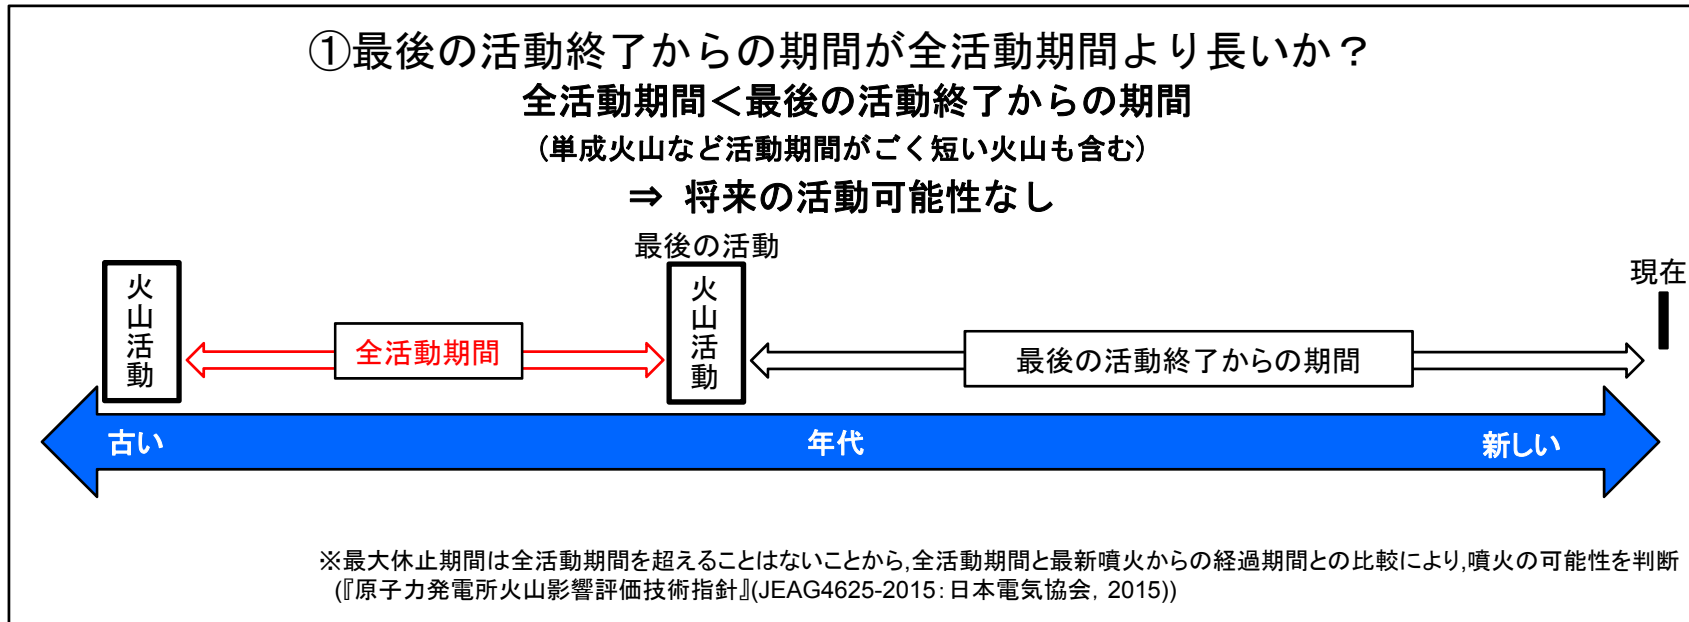 ①最後の活動終了からの期間が全活動期間より長いか？
全活動期間＜最後の活動終了からの期間
（単成火山など活動期間がごく短い火山も含む）
⇒ 将来の活動可能性なし
最後の活動
現在
火山活動
火山活動
全活動期間
最後の活動終了からの期間
古い
年代
新しい
※最大休止期間は全活動期間を超えることはないことから,全活動期間と最新噴火からの経過期間との比較により,噴火の可能性を判断
(『原子力発電所火山影響評価技術指針』(JEAG4625-2015：日本電気協会，2015))